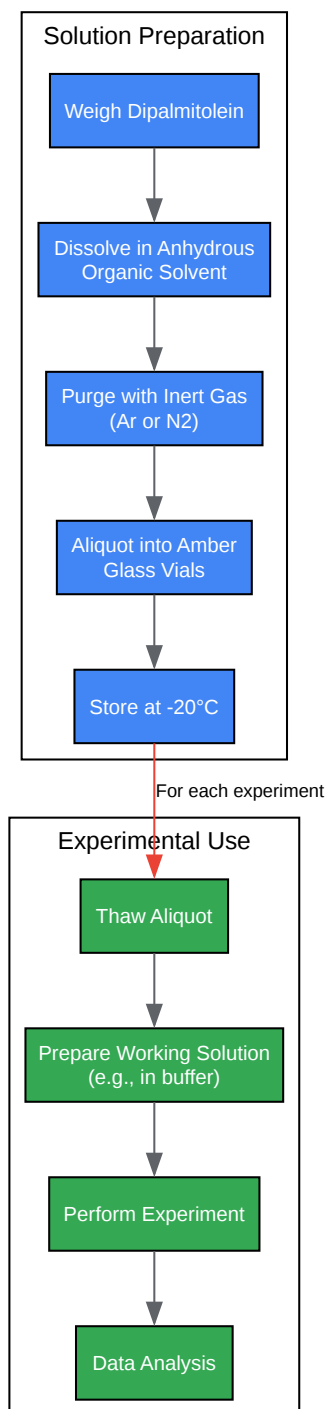 Solution Preparation
Weigh Dipalmitolein
Dissolve in Anhydrous
Organic Solvent
Purge with Inert Gas
(Ar or N2)
Aliquot into Amber
Glass Vials
Store at -20°C
For each experiment
Experimental Use
Thaw Aliquot
Prepare Working Solution
(e.g., in buffer)
Perform Experiment
Data Analysis